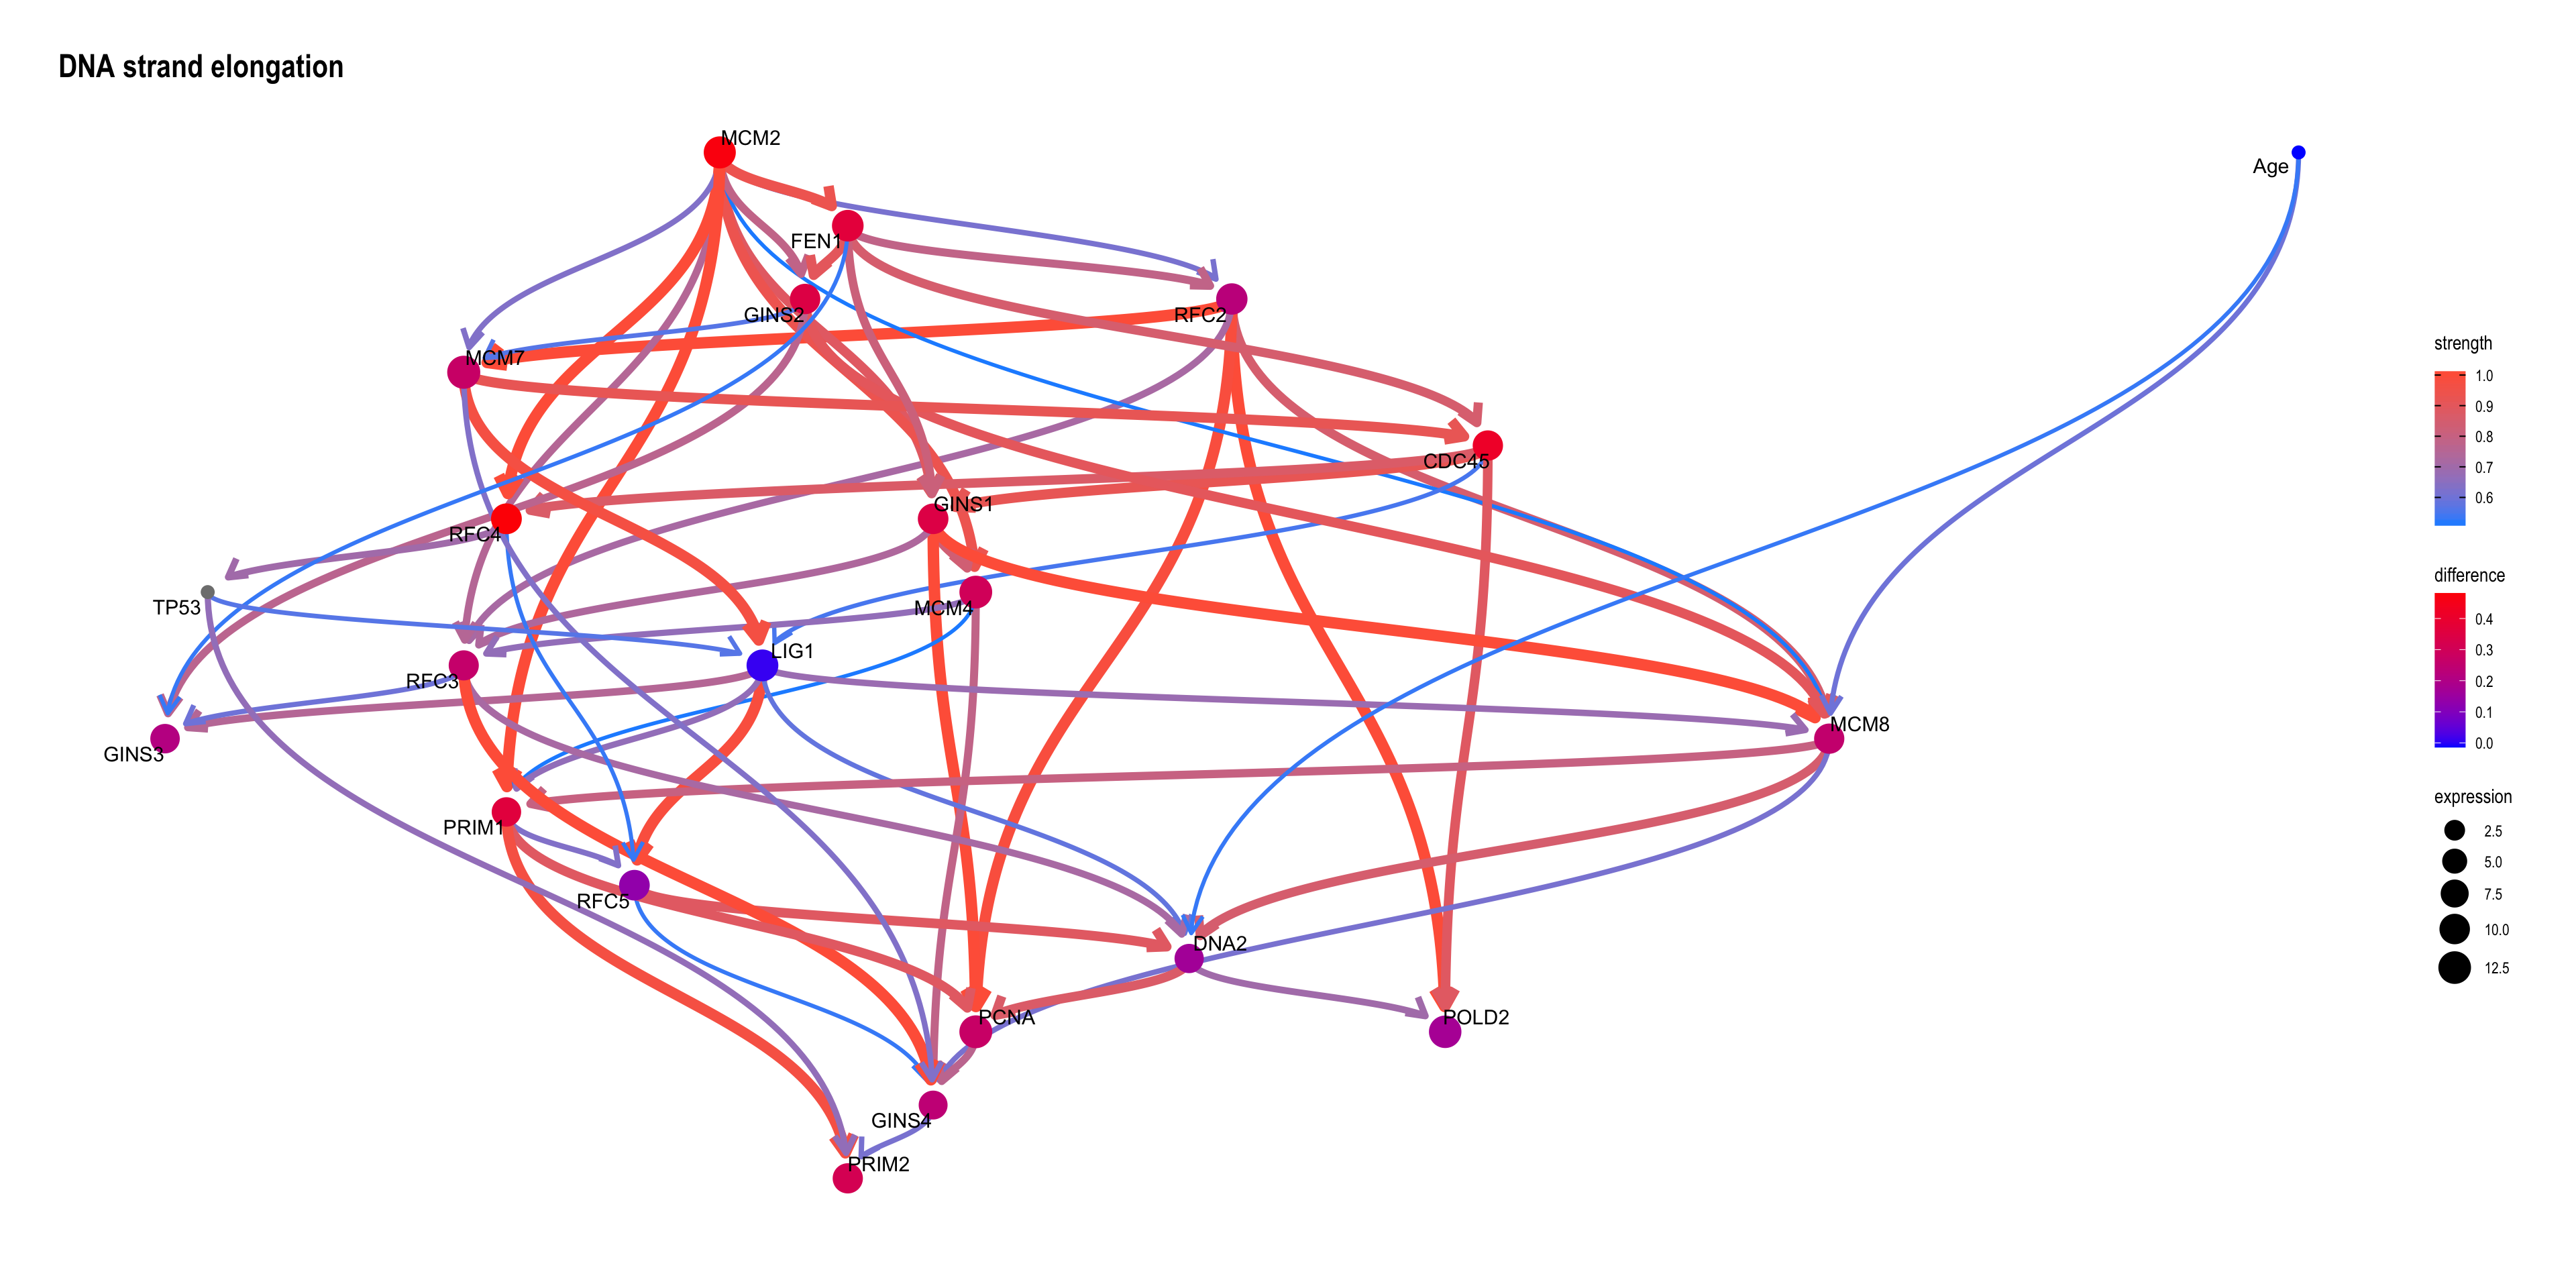 DNA strand elongation
MCM2
Age
FEN1
GINS2
RFC2
MCM7
CDC45
GINS1
RFC4
TP53
MCM4
LIG1
RFC3
GINS3
MCM8
PRIM1
RFC5
DNA2
PCNA
POLD2
GINS4
PRIM2
strength
1.0
0.9
0.8
0.7
0.6
difference
0.4
0.3
0.2
0.1
0.0
expression
2.5
5.0
7.5
10.0
12.5